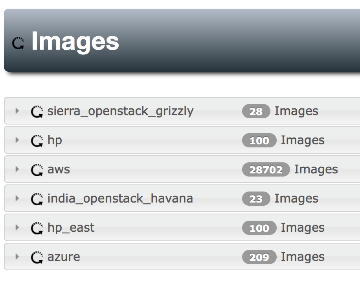 Images
sierra_openstack_grizzly 28 Images
hp 100 Images
aws 28702 Images
india_openstack_havana 23 Images
hp_east 100 Images
azure 209 Images